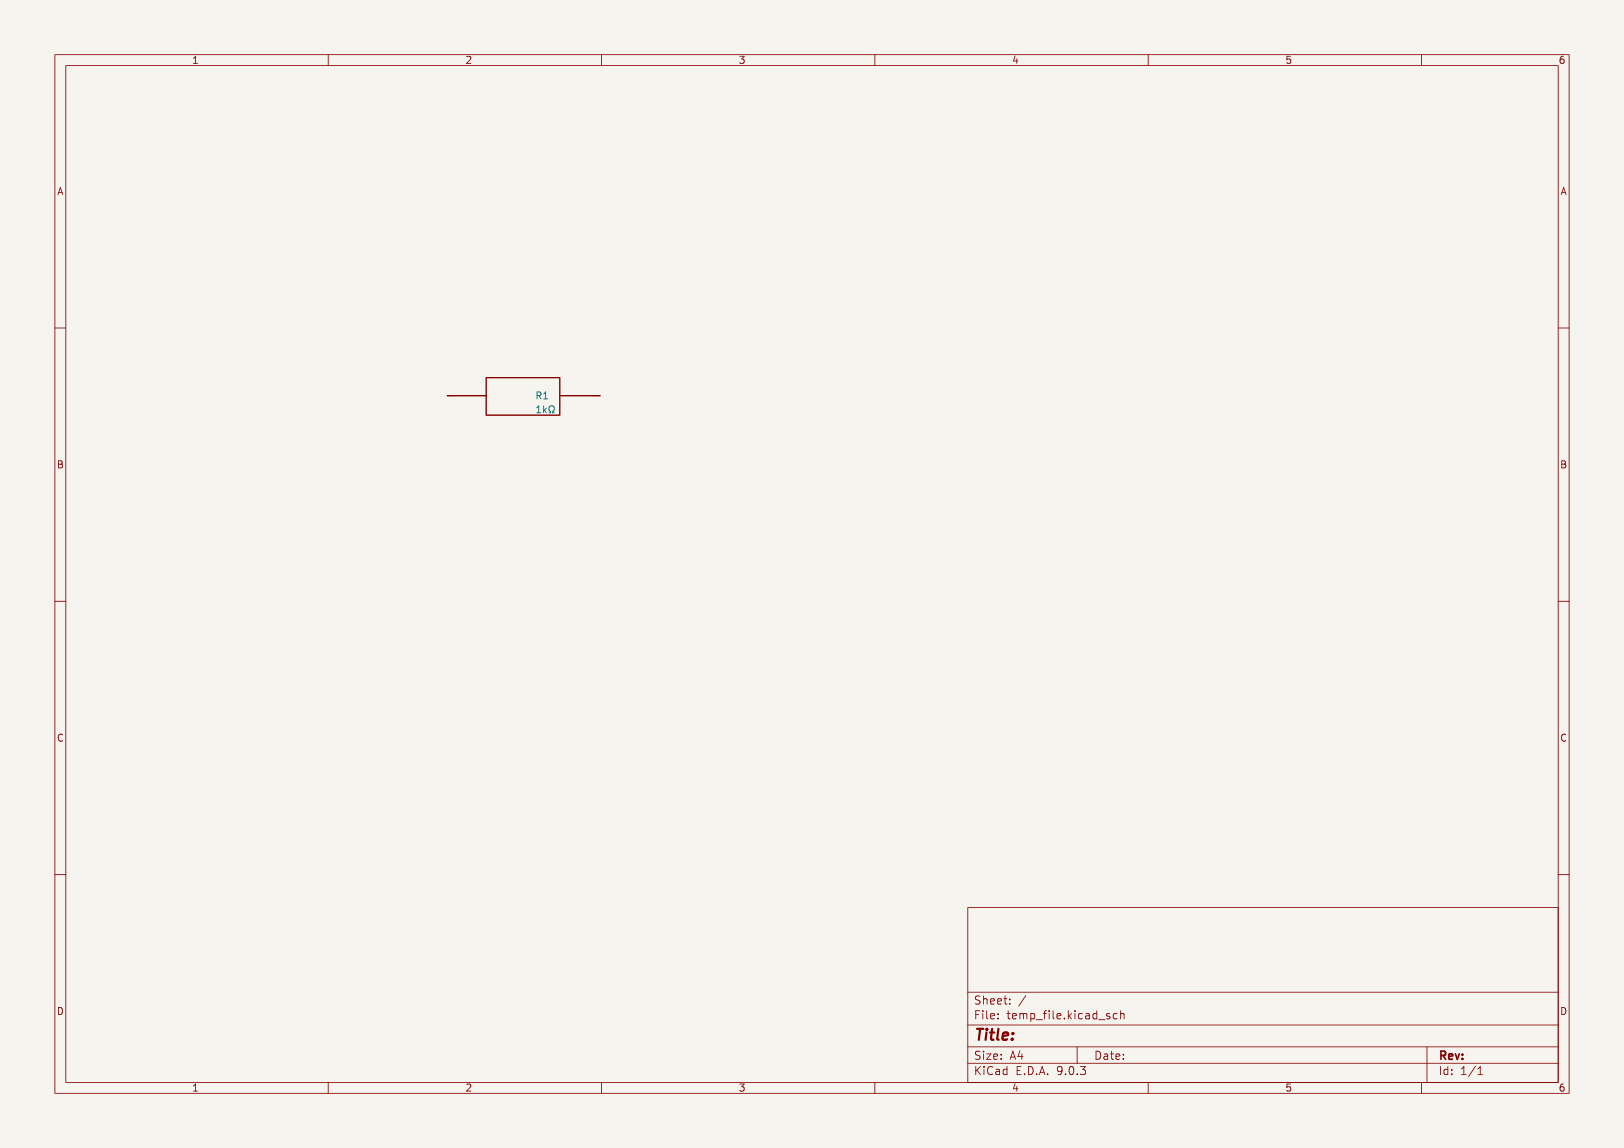 1 2 3 4 5 6
A A
R1
1kΩ
B B
C C
Sheet: /
File: temp_file.kicad_sch
D D
Title:
Size: A4 Date: Rev:
KiCad E.D.A. 9.0.3 Id: 1/1
1 2 3 4 5 6